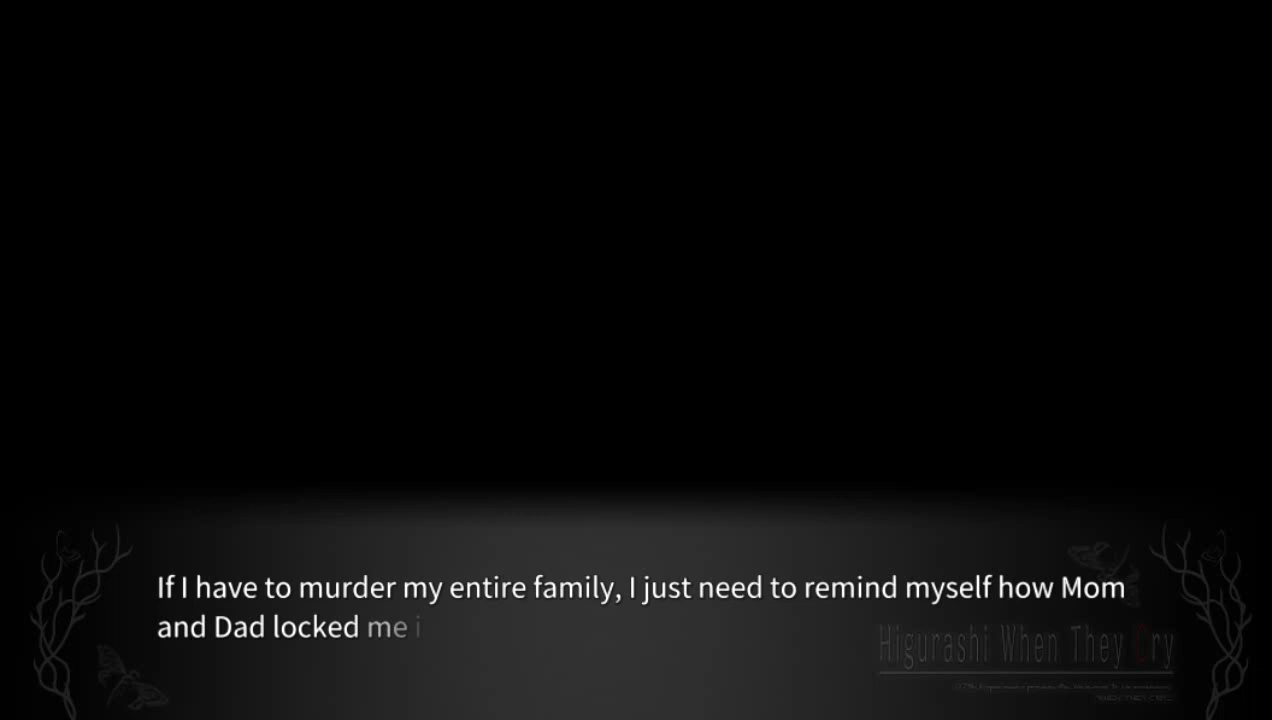 If I have to murder my entire family, I just need to remind myself how Mom
and Dad locked me i
Higurashi When They Cry